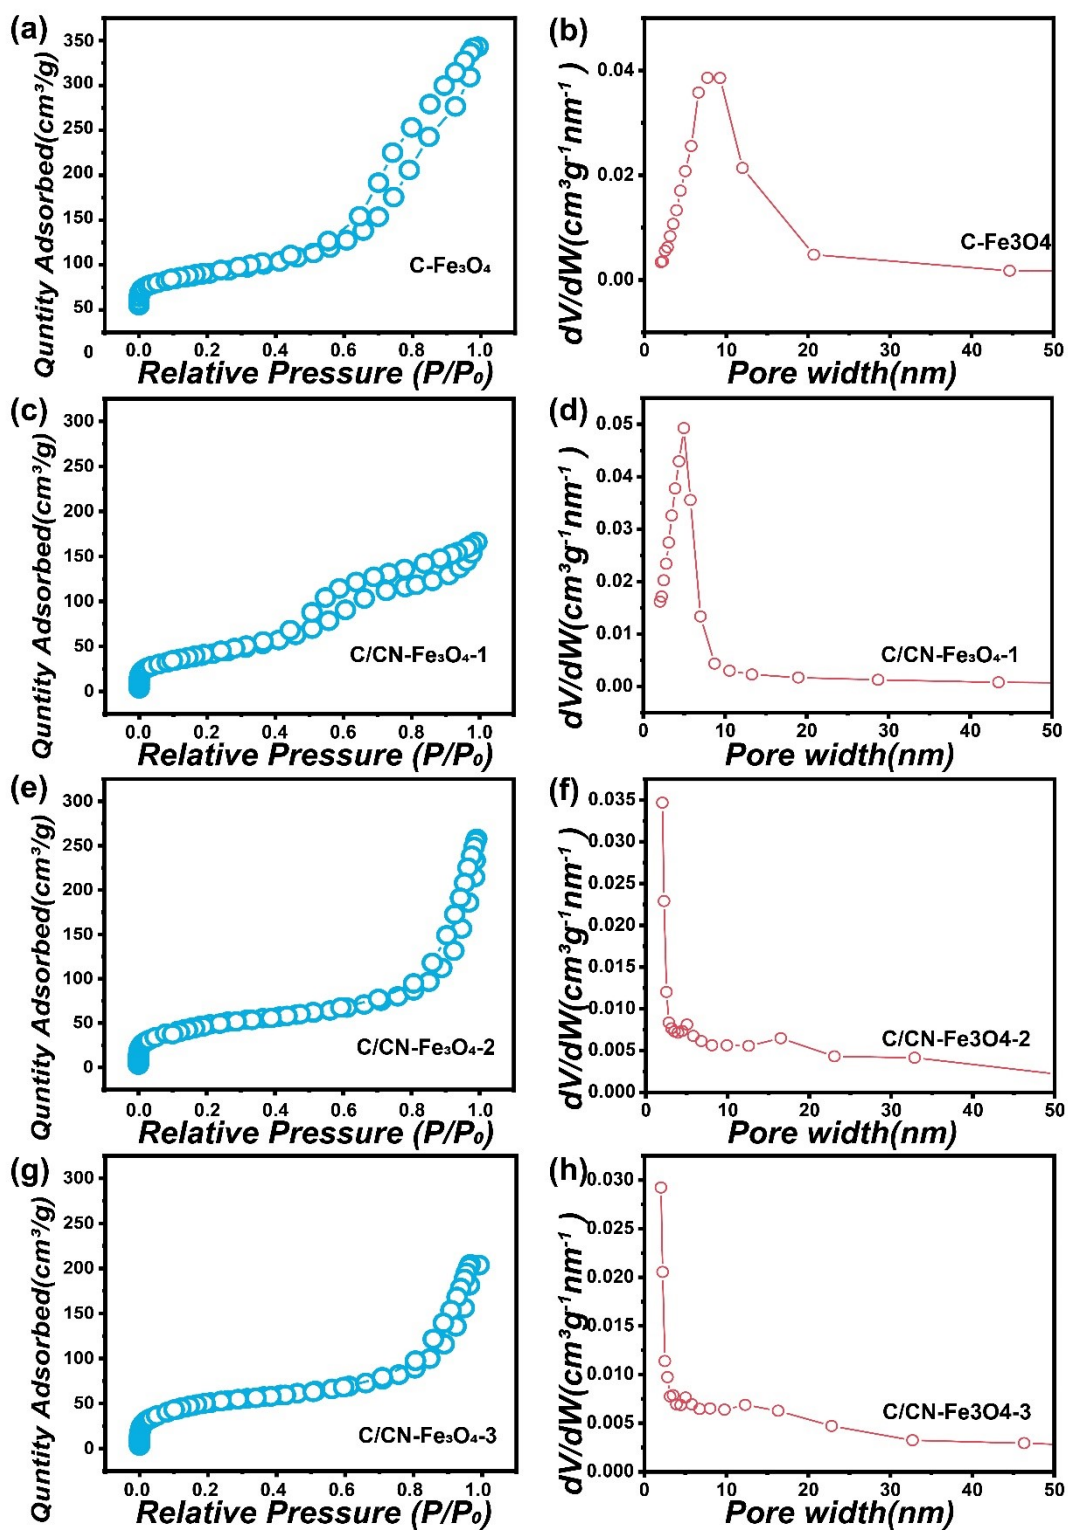 (a)
Quntity Adsorbed(cm³/g)
350
300
250
200
150
100
50
0
C-Fe₃O₄
0.0 0.2 0.4 0.6 0.8 1.0
Relative Pressure (P/P₀)
(b)
dV/dW(cm³g⁻¹nm⁻¹ )
0.04
0.02
0.00
C-Fe3O4
0 10 20 30 40 50
Pore width(nm)
(c)
Quntity Adsorbed(cm³/g)
300
250
200
150
100
50
0
C/CN-Fe₃O₄-1
0.0 0.2 0.4 0.6 0.8 1.0
Relative Pressure (P/P₀)
(d)
dV/dW(cm³g⁻¹nm⁻¹ )
0.05
0.04
0.03
0.02
0.01
0.00
C/CN-Fe₃O₄-1
0 10 20 30 40 50
Pore width(nm)
(e)
Quntity Adsorbed(cm³/g)
300
250
200
150
100
50
0
C/CN-Fe₃O₄-2
0.0 0.2 0.4 0.6 0.8 1.0
Relative Pressure (P/P₀)
(f)
dV/dW(cm³g⁻¹nm⁻¹ )
0.035
0.030
0.025
0.020
0.015
0.010
0.005
0.000
C/CN-Fe3O4-2
0 10 20 30 40 50
Pore width(nm)
(g)
Quntity Adsorbed(cm³/g)
300
250
200
150
100
50
0
C/CN-Fe₃O₄-3
0.0 0.2 0.4 0.6 0.8 1.0
Relative Pressure (P/P₀)
(h)
dV/dW(cm³g⁻¹nm⁻¹ )
0.030
0.025
0.020
0.015
0.010
0.005
0.000
C/CN-Fe3O4-3
0 10 20 30 40 50
Pore width(nm)